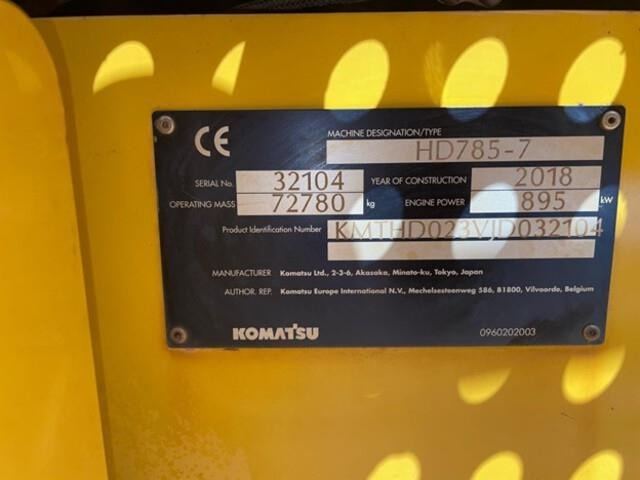 CE
MACHINE DESIGNATION/TYPE
HD785-7
SERIAL No. 32104 YEAR OF CONSTRUCTION 2018
OPERATING MASS 72780 kg ENGINE POWER 895 kW
Product Identification Number KMTHD023VJD032104
MANUFACTURER Komatsu Ltd., 2-3-6, Akasaka, Minato-ku, Tokyo, Japan
AUTHOR. REP. Komatsu Europe International N.V., Mechelsesteenweg 586, B1800, Vilvoorde, Belgium
KOMATSU 0960202003